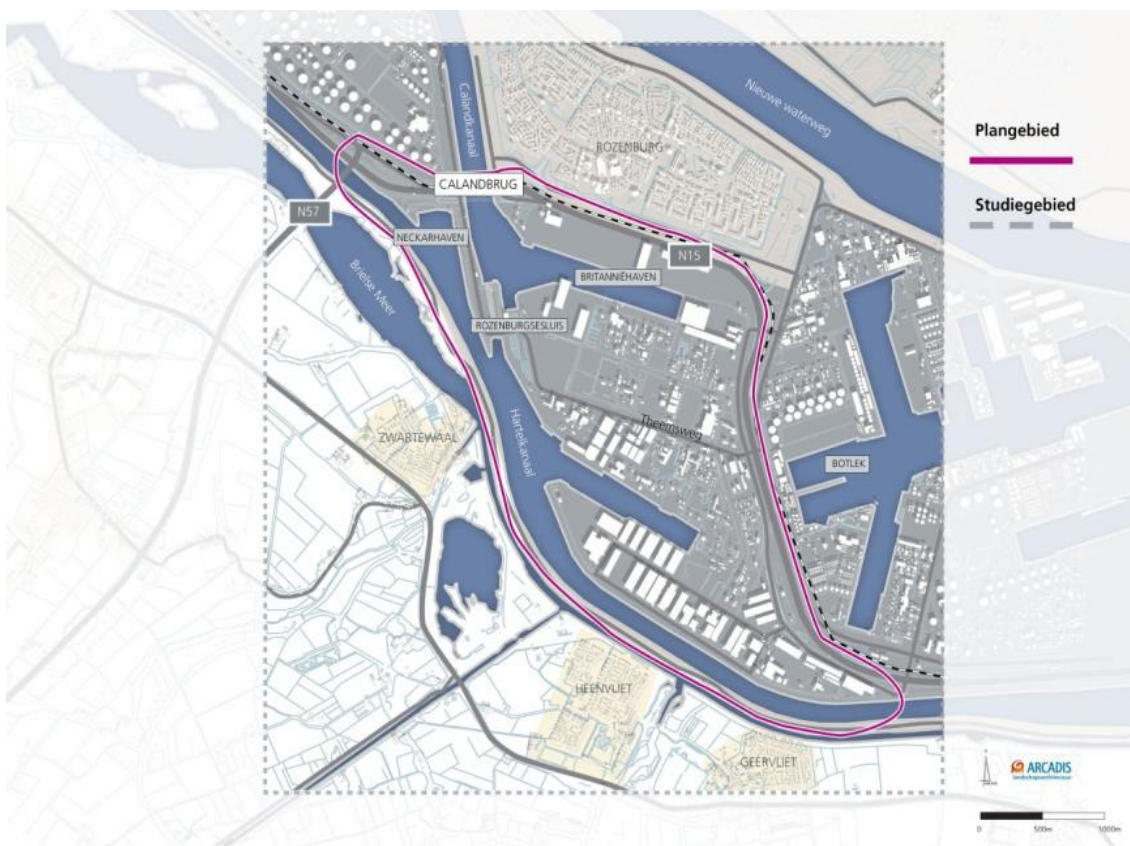 Nieuwe waterweg
Calandkanaal
ROZENBURG
Plangebied
CALANDBRUG
Studiegebied
N57
NECKARHAVEN
N15
BRITANNIËHAVEN
Brielse Meer
ROZENBURGSESLUIS
Hartelkanaal
Theemsweg
ZWARTEWAAL
BOTLEK
HEENVLIET
GEERVLIET
ARCADIS
landschapsarchitectuur
0 500m 1000m